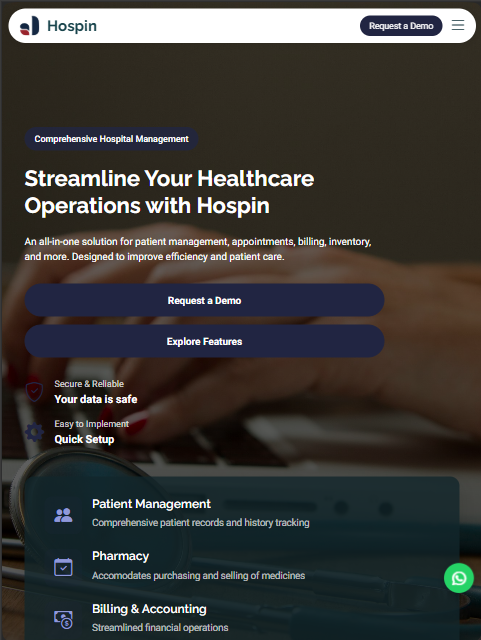 Hospin
Request a Demo
Comprehensive Hospital Management
Streamline Your Healthcare
Operations with Hospin
An all-in-one solution for patient management, appointments, billing, inventory,
and more. Designed to improve efficiency and patient care.
Request a Demo
Explore Features
Secure & Reliable
Your data is safe
Easy to Implement
Quick Setup
Patient Management
Comprehensive patient records and history tracking
Pharmacy
Accomodates purchasing and selling of medicines
Billing & Accounting
Streamlined financial operations